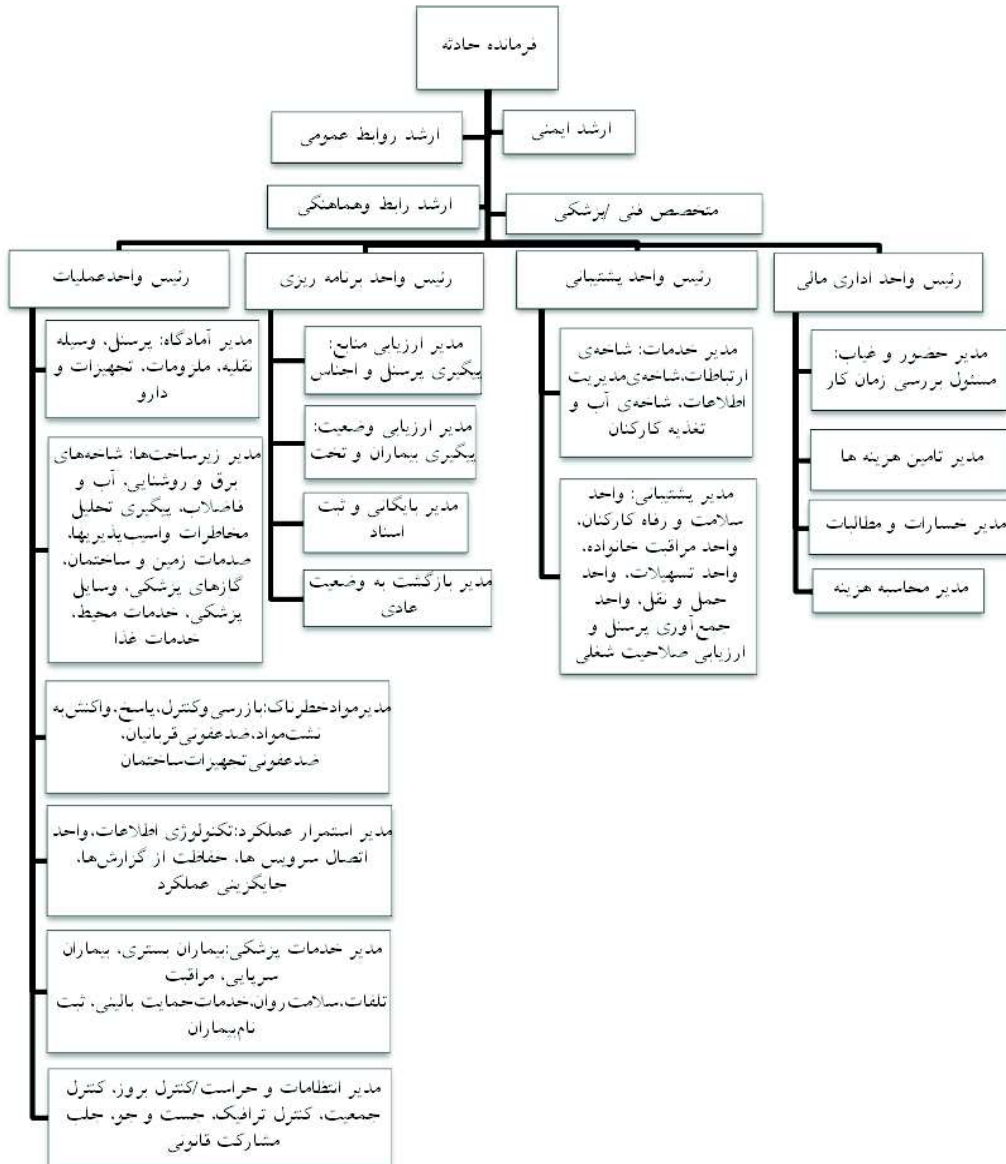 فرمانده حادثه
ارشد ایمنی
ارشد روابط عمومی
متخصص فنی /پزشکی
ارشد رابط وهماهنگی
رئیس واحد اداری مالی
مدیر حضور و غیاب:
مسئول بررسی زمان کار
مدیر تامین هزینه ها
مدیر خسارات و مطالبات
مدیر محاسبه هزینه
رئیس واحد پشتیبانی
مدیر خدمات: شاخه‌ی
ارتباطات،شاخه‌ی مدیریت
اطلاعات، شاخه‌ی آب و
تغذیه کارکنان
مدیر پشتیبانی: واحد
سلامت و رفاه کارکنان،
واحد مراقبت خانواده،
واحد تسهیلات، واحد
حمل و نقل، واحد
جمع آوری پرسنل و
ارزیابی صلاحیت شغلی
رئیس واحد برنامه ریزی
مدیر ارزیابی منابع:
پیگیری پرسنل و اجناس
مدیر ارزیابی وضعیت:
پیگیری بیماران و تخت
مدیر بایگانی و ثبت
اسناد
مدیر بازگشت به وضعیت
عادی
رئیس واحدعملیات
مدیر آمادگاه: پرسنل، وسیله
نقلیه، ملزومات، تجهیزات و
دارو
مدیر زیرساخت‌ها: شاخه‌های
برق و روشنایی، آب و
فاضلاب، پیگیری تحلیل
مخاطرات واسیب‌پذیریها،
صدمات زمین و ساختمان،
گازهای پزشکی، وسایل
پزشکی، خدمات محیط،
خدمات غذا
مدیرموادخطرناک:بازرسی‌وکنترل،پاسخ،واکنش‌به
نشت‌مواد،ضدعفونی‌قربانیان،
ضدعفونی‌تجهیزات‌ساختمان
مدیر استمرار عملکرد:تکنولوژی اطلاعات،واحد
اتصال سرویس ها، حفاظت از گزارش‌ها،
جایگزینی عملکرد
مدیر خدمات پزشکی:بیماران بستری، بیماران
سرپایی، مراقبت
تلفات،سلامت‌روان،خدمات‌حمایت بالینی، ثبت
نام‌بیماران
مدیر انتظامات و حراست/کنترل بروز، کنترل
جمعیت، کنترل ترافیک، جست و جو، جلب
مشارکت قانونی